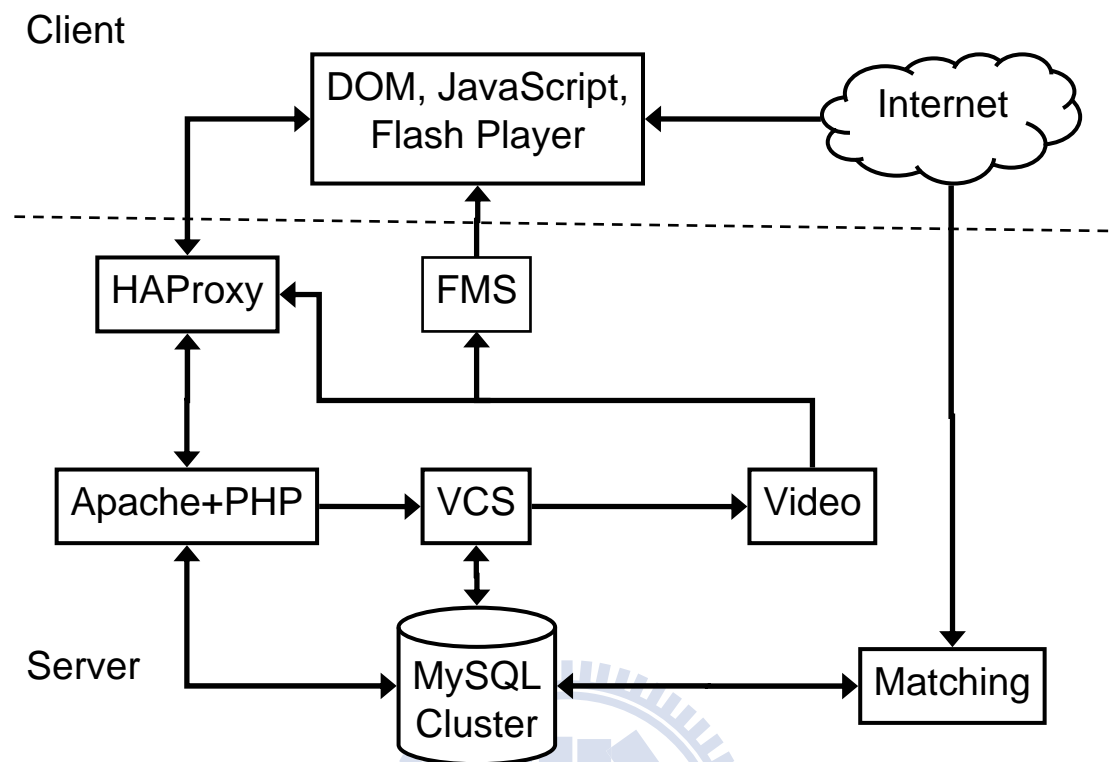 Client
DOM, JavaScript,
Flash Player
Internet
HAProxy
FMS
Apache+PHP
VCS
Video
Server
MySQL
Cluster
Matching